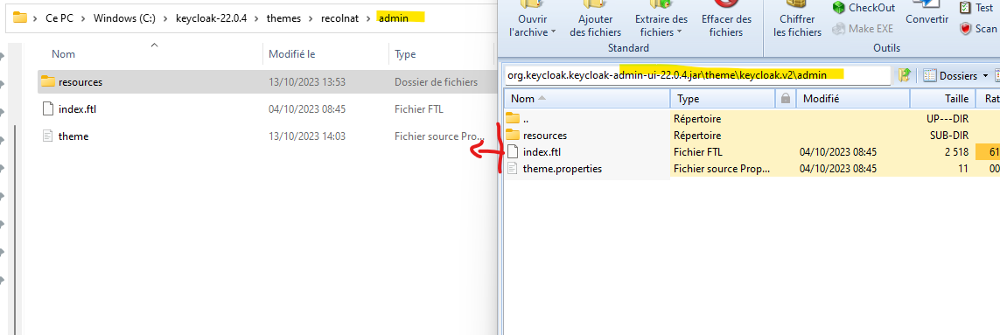 Ce PC > Windows (C:) > keycloak-22.0.4 > themes > recolnat > admin
Nom Modifié le Type
resources 13/10/2023 13:53 Dossier de fichiers
index.ftl 04/10/2023 08:45 Fichier FTL
theme 13/10/2023 14:03 Fichier source Pro...
Ouvrir Ajouter Extraire des Effacer des Chiffrer CheckOut Convertir Test
l'archive des fichiers fichiers fichiers les fichiers Make EXE Scan
Standard Outils
org.keycloak.keycloak-admin-ui-22.0.4.jar\theme\keycloak.v2\admin Dossiers
Nom Type Modifié Taille Rat
.. Répertoire UP---DIR
resources Répertoire SUB-DIR
index.ftl Fichier FTL 04/10/2023 08:45 2 518 61
theme.properties Fichier source Prop... 04/10/2023 08:45 11 00